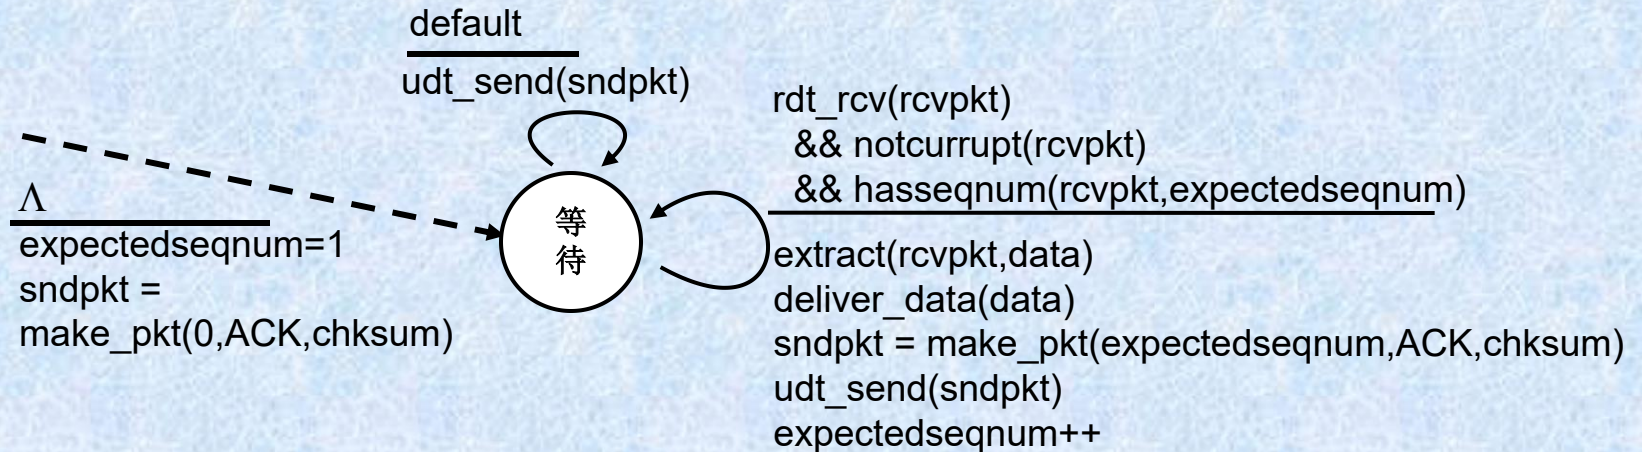 default
udt_send(sndpkt)
Λ
expectedseqnum=1
sndpkt =
make_pkt(0,ACK,chksum)
等
待
rdt_rcv(rcvpkt)
&& notcurrupt(rcvpkt)
&& hasseqnum(rcvpkt,expectedseqnum)
extract(rcvpkt,data)
deliver_data(data)
sndpkt = make_pkt(expectedseqnum,ACK,chksum)
udt_send(sndpkt)
expectedseqnum++